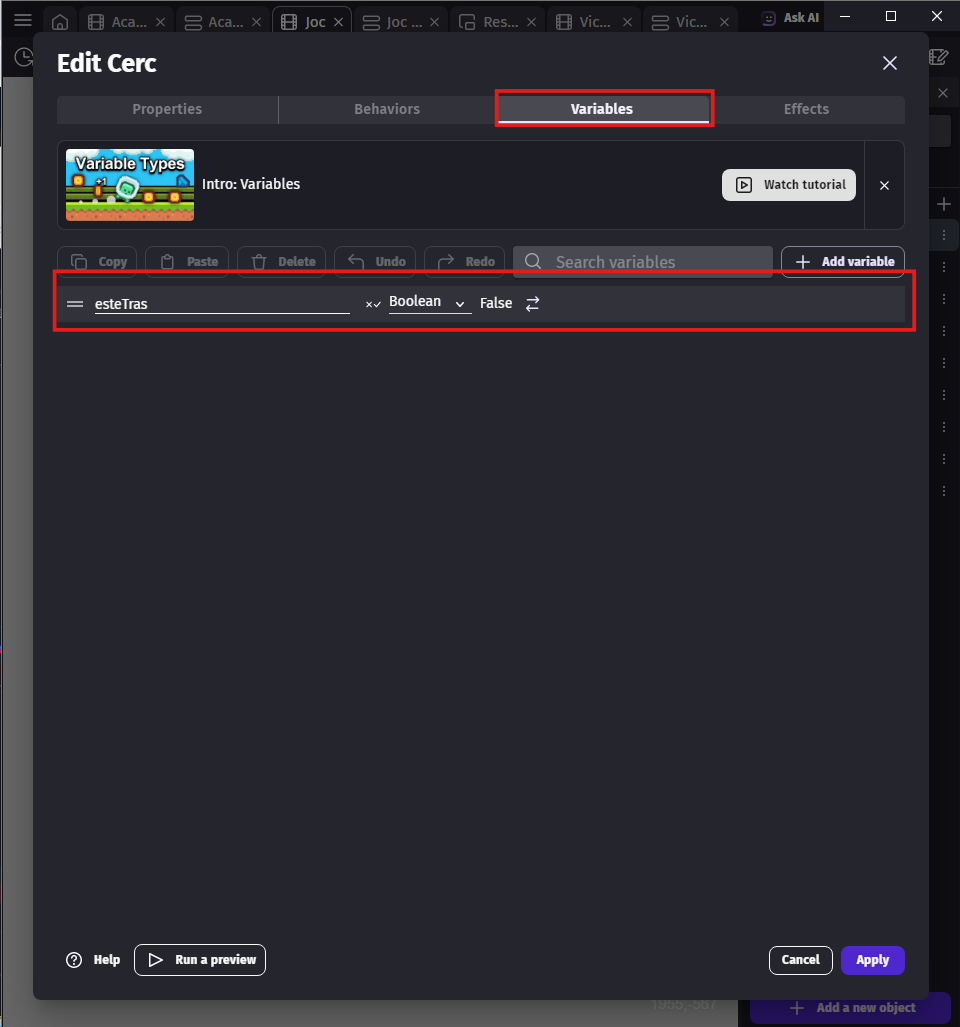 Aca...
Aca...
Joc
Joc ...
Res...
Vic...
Vic...
Ask AI
Edit Cerc
Properties
Behaviors
Variables
Effects
Variable Types
+1
Intro: Variables
Watch tutorial
Copy
Paste
Delete
Undo
Redo
Search variables
Add variable
esteTras
Boolean
False
Help
Run a preview
Cancel
Apply
1955;-567
Add a new object